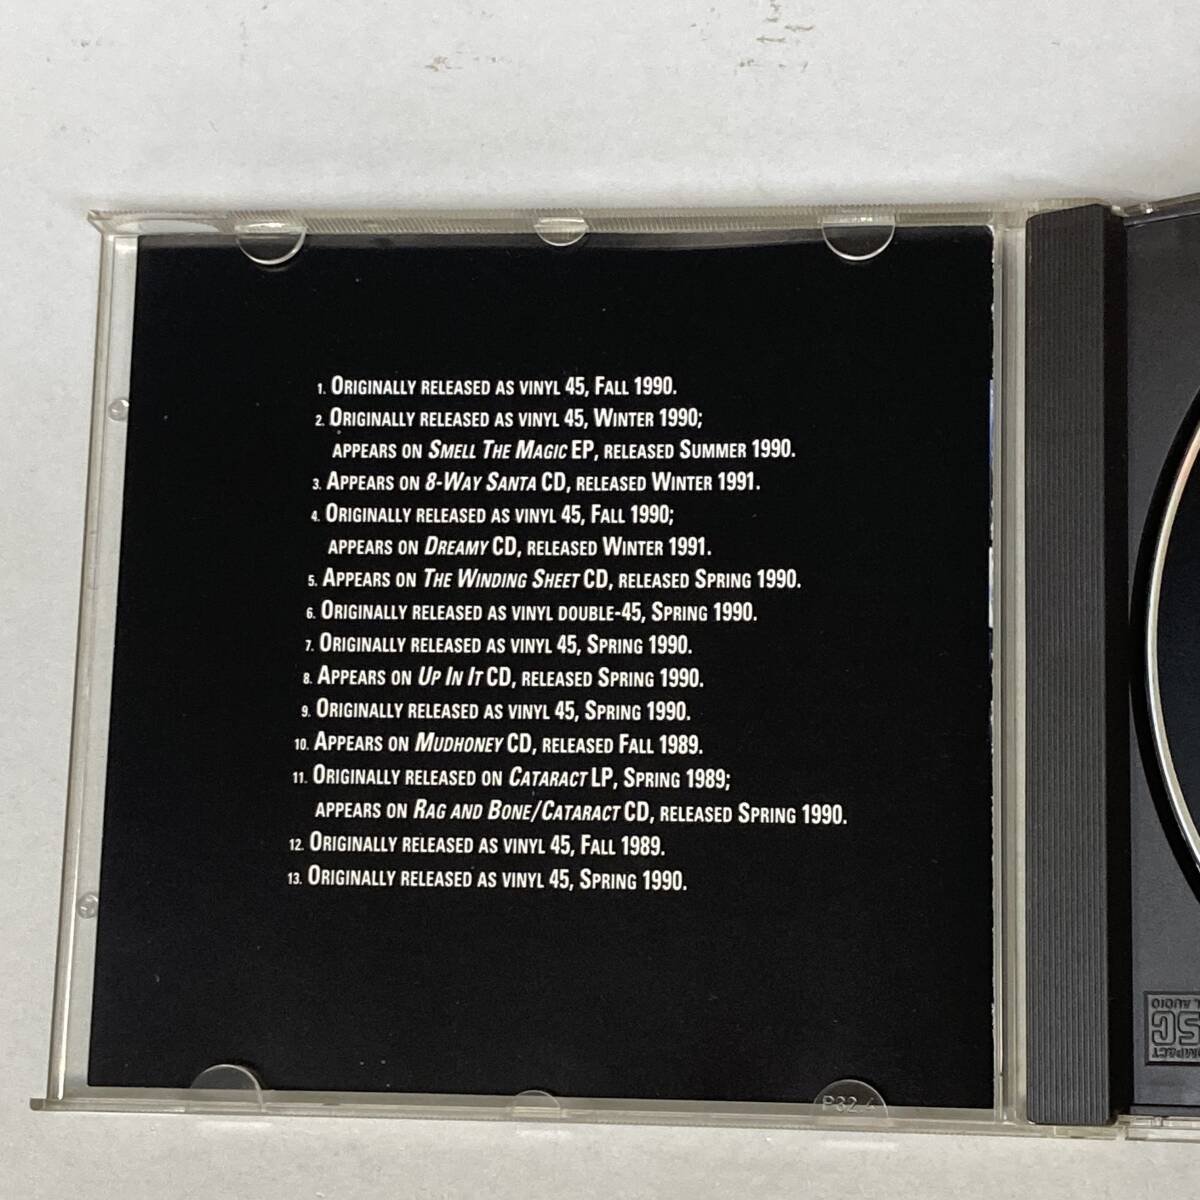 1. ORIGINALLY RELEASED AS VINYL 45, FALL 1990.
2. ORIGINALLY RELEASED AS VINYL 45, WINTER 1990;
APPEARS ON SMELL THE MAGIC EP, RELEASED SUMMER 1990.
3. APPEARS ON 8-WAY SANTA CD, RELEASED WINTER 1991.
4. ORIGINALLY RELEASED AS VINYL 45, FALL 1990;
APPEARS ON DREAMY CD, RELEASED WINTER 1991.
5. APPEARS ON THE WINDING SHEET CD, RELEASED SPRING 1990.
6. ORIGINALLY RELEASED AS VINYL DOUBLE-45, SPRING 1990.
7. ORIGINALLY RELEASED AS VINYL 45, SPRING 1990.
8. APPEARS ON UP IN IT CD, RELEASED SPRING 1990.
9. ORIGINALLY RELEASED AS VINYL 45, SPRING 1990.
10. APPEARS ON MUDHONEY CD, RELEASED FALL 1989.
11. ORIGINALLY RELEASED ON CATARACT LP, SPRING 1989;
APPEARS ON RAG AND BONE/CATARACT CD, RELEASED SPRING 1990.
12. ORIGINALLY RELEASED AS VINYL 45, FALL 1989.
13. ORIGINALLY RELEASED AS VINYL 45, SPRING 1990.
P32-4